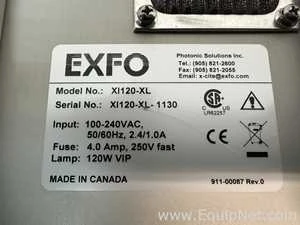 EXFO
Photonic Solutions Inc.
Tel: (905) 821-2600
Fax: (905) 821-2055
Email: x-cite@exfo.com
Model No.: XI120-XL
Serial No.: XI120-XL- 1130
Input: 100-240VAC,
50/60Hz, 2.4/1.0A
Fuse: 4.0 Amp, 250V fast
Lamp: 120W VIP
LR62257
MADE IN CANADA
911-00087 Rev.0
www.EquipNet.com